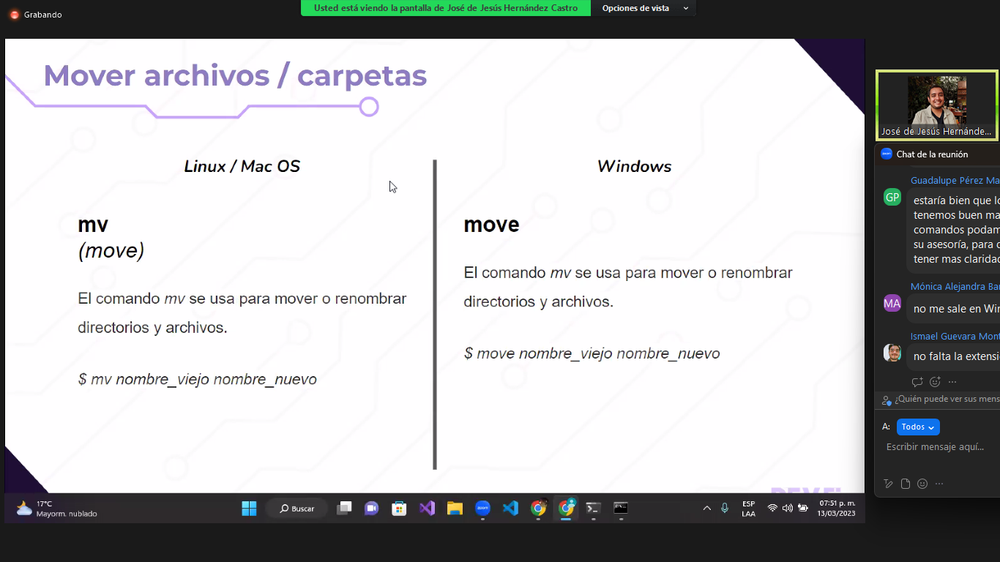 Grabando
Usted está viendo la pantalla de José de Jesús Hernández Castro
Opciones de vista
Mover archivos / carpetas
Linux / Mac OS
mv
(move)
El comando mv se usa para mover o renombrar
directorios y archivos.
$ mv nombre_viejo nombre_nuevo
Windows
move
El comando mv se usa para mover o renombrar
directorios y archivos.
$ move nombre_viejo nombre_nuevo
José de Jesús Hernánde...
zoom
Chat de la reunión
Guadalupe Pérez Ma
GP
estaría bien que lo
tenemos buen ma
comandos podam
su asesoría, para
tener mas claridad
Mónica Alejandra Ba
MA
no me sale en Win
Ismael Guevara Mont
no falta la extensi
¿Quién puede ver sus mens
A:
Todos
Escribir mensaje aquí...
17°C
Mayorm. nublado
Buscar
zoom
ESP
LAA
07:51 p. m.
13/03/2023